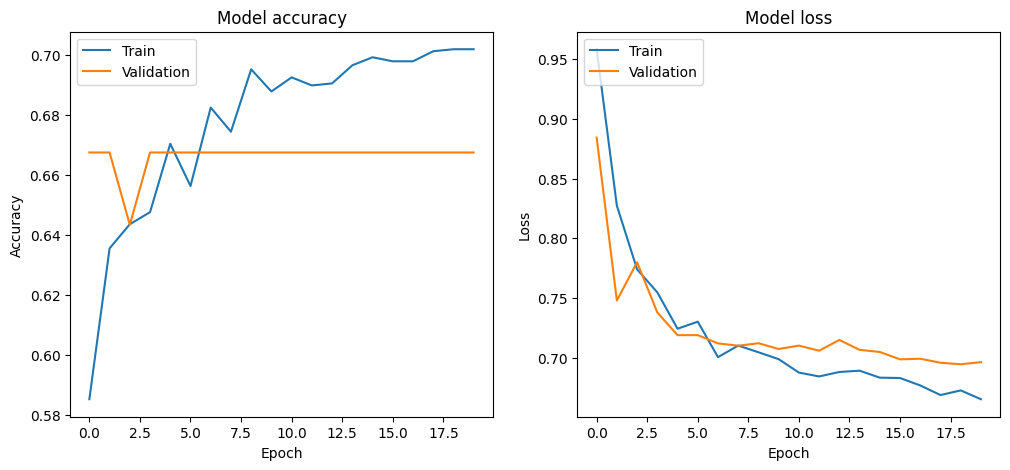 Model accuracy
Train
Validation
0.70
0.68
0.66
0.64
0.62
0.60
0.58
Accuracy
0.0 2.5 5.0 7.5 10.0 12.5 15.0 17.5
Epoch
Model loss
Train
Validation
0.95
0.90
0.85
0.80
0.75
0.70
Loss
0.0 2.5 5.0 7.5 10.0 12.5 15.0 17.5
Epoch